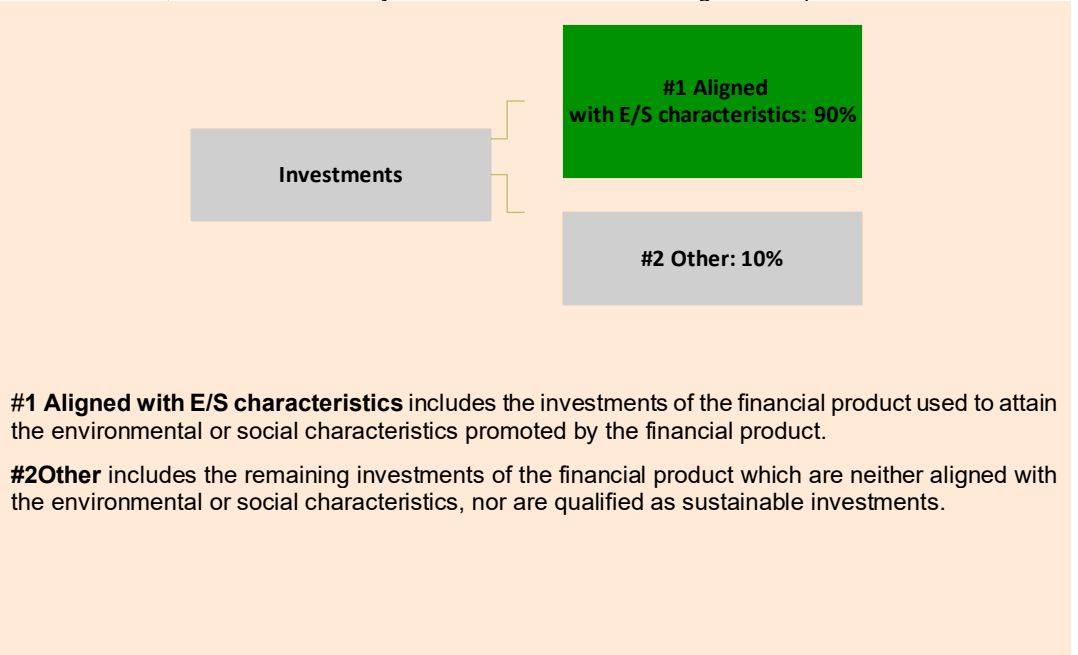 #1 Aligned
with E/S characteristics: 90%
Investments
#2 Other: 10%
#1 Aligned with E/S characteristics includes the investments of the financial product used to attain
the environmental or social characteristics promoted by the financial product.
#2Other includes the remaining investments of the financial product which are neither aligned with
the environmental or social characteristics, nor are qualified as sustainable investments.